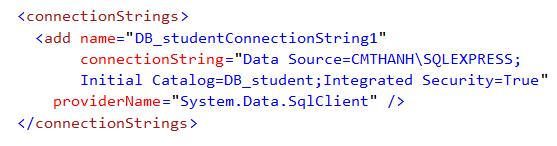 <connectionStrings>
<add name="DB_studentConnectionString1"
connectionString="Data Source=CMTHANH\SQLEXPRESS;
Initial Catalog=DB_student;Integrated Security=True"
providerName="System.Data.SqlClient" />
</connectionStrings>